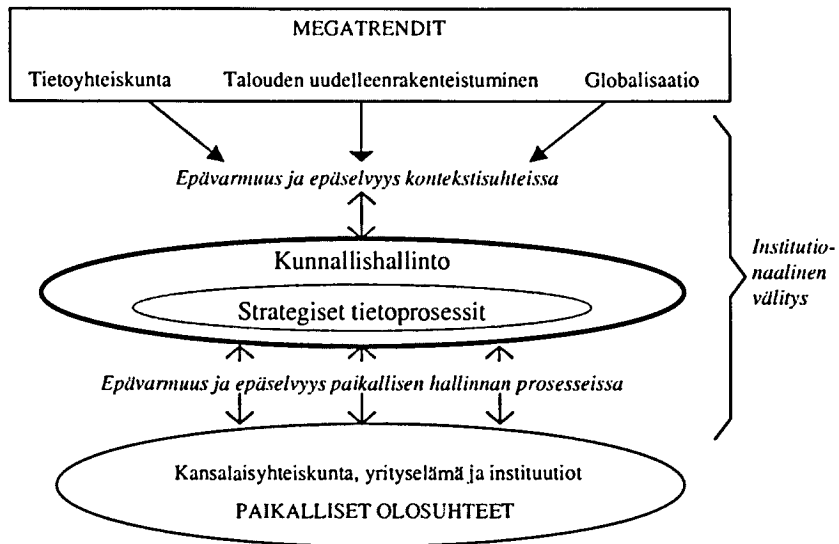 MEGATRENDIT
Tietoyhteiskunta Talouden uudelleenrakenteistuminen Globalisaatio
Epävarmuus ja epäselvyys kontekstisuhteissa
Kunnallishallinto
Strategiset tietoprosessit
Epävarmuus ja epäselvyys paikallisen hallinnan prosesseissa
Kansalaisyhteiskunta, yrityselämä ja instituutiot
PAIKALLISET OLOSUHTEET
Institutio-
naalinen
välitys